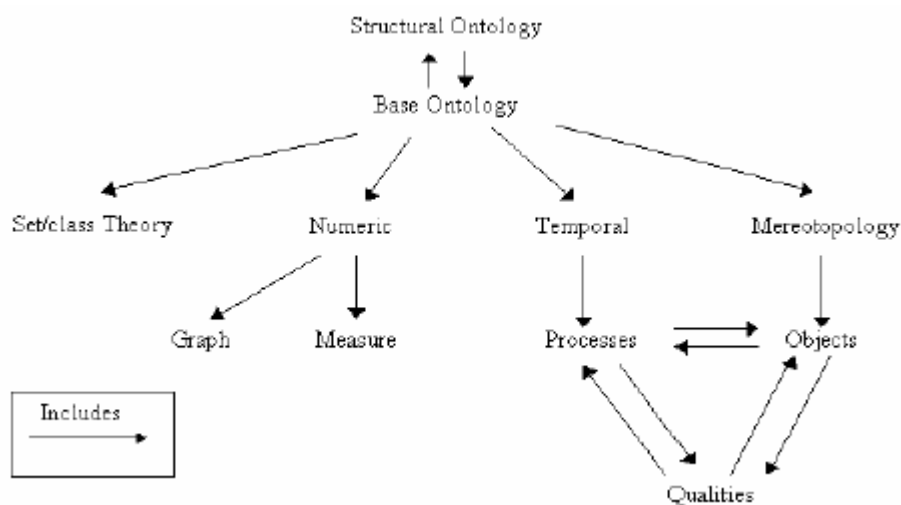 Structural Ontology
Base Ontology
Set/class Theory
Numeric
Temporal
Mereotopology
Graph
Measure
Processes
Objects
Includes
Qualities